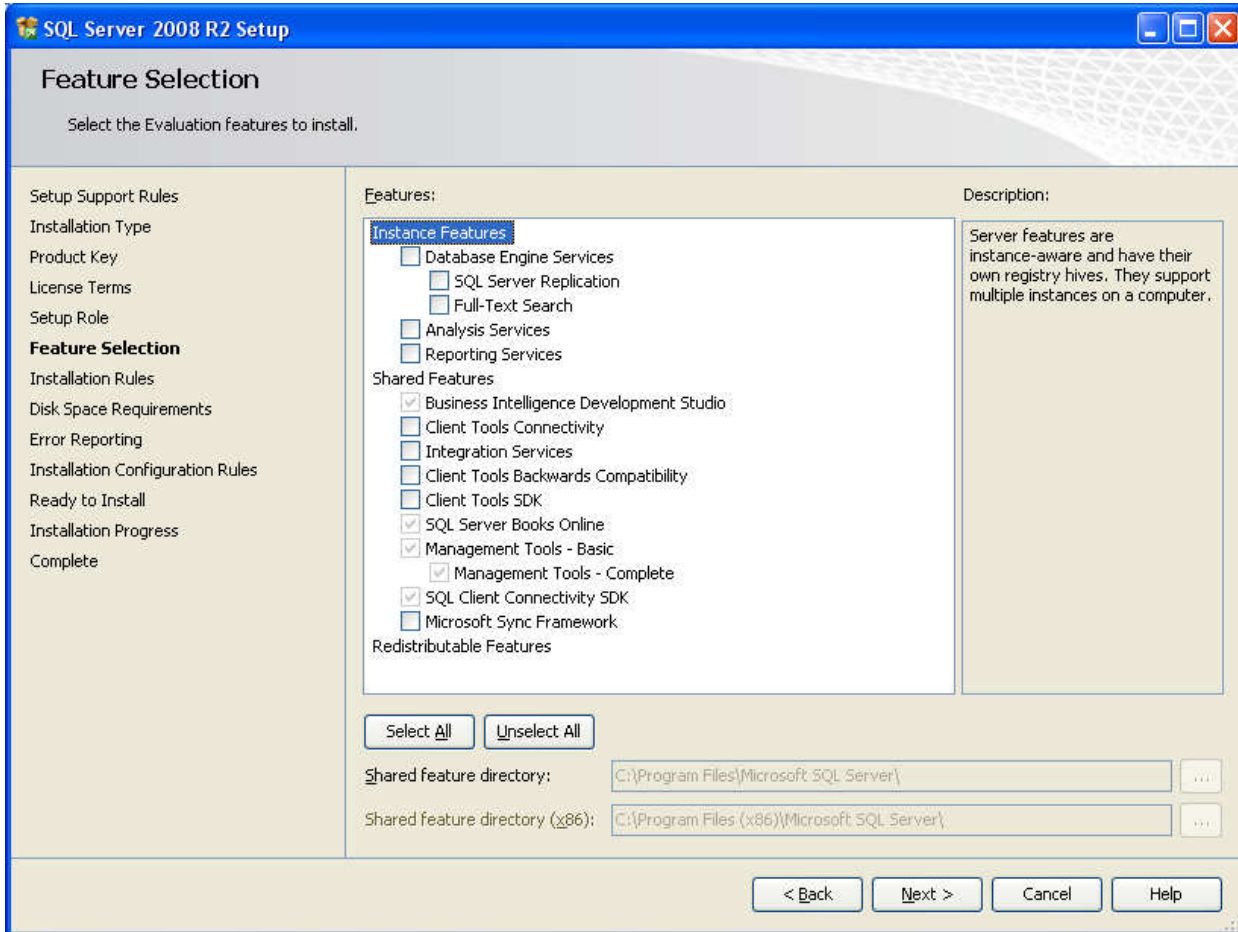 SQL Server 2008 R2 Setup
Feature Selection
Select the Evaluation features to install.
Setup Support Rules
Installation Type
Product Key
License Terms
Setup Role
Feature Selection
Installation Rules
Disk Space Requirements
Error Reporting
Installation Configuration Rules
Ready to Install
Installation Progress
Complete
Features:
Instance Features
Database Engine Services
SQL Server Replication
Full-Text Search
Analysis Services
Reporting Services
Shared Features
Business Intelligence Development Studio
Client Tools Connectivity
Integration Services
Client Tools Backwards Compatibility
Client Tools SDK
SQL Server Books Online
Management Tools - Basic
Management Tools - Complete
SQL Client Connectivity SDK
Microsoft Sync Framework
Redistributable Features
Description:
Server features are
instance-aware and have their
own registry hives. They support
multiple instances on a computer.
Select All Unselect All
Shared feature directory: C:\Program Files\Microsoft SQL Server\ ...
Shared feature directory (x86): C:\Program Files (x86)\Microsoft SQL Server\ ...
< Back Next > Cancel Help